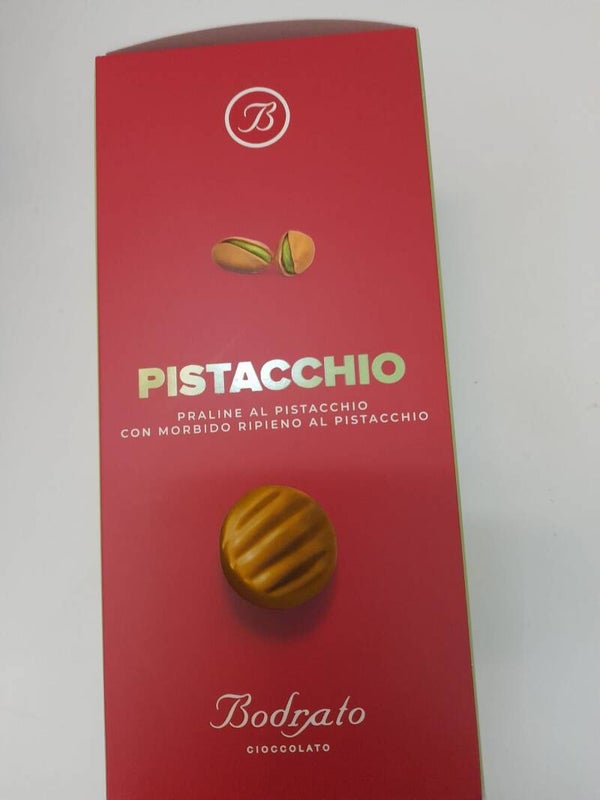 B
PISTACCHIO
PRALINE AL PISTACCHIO
CON MORBIDO RIPIENO AL PISTACCHIO
Bodrato
CIOCCOLATO